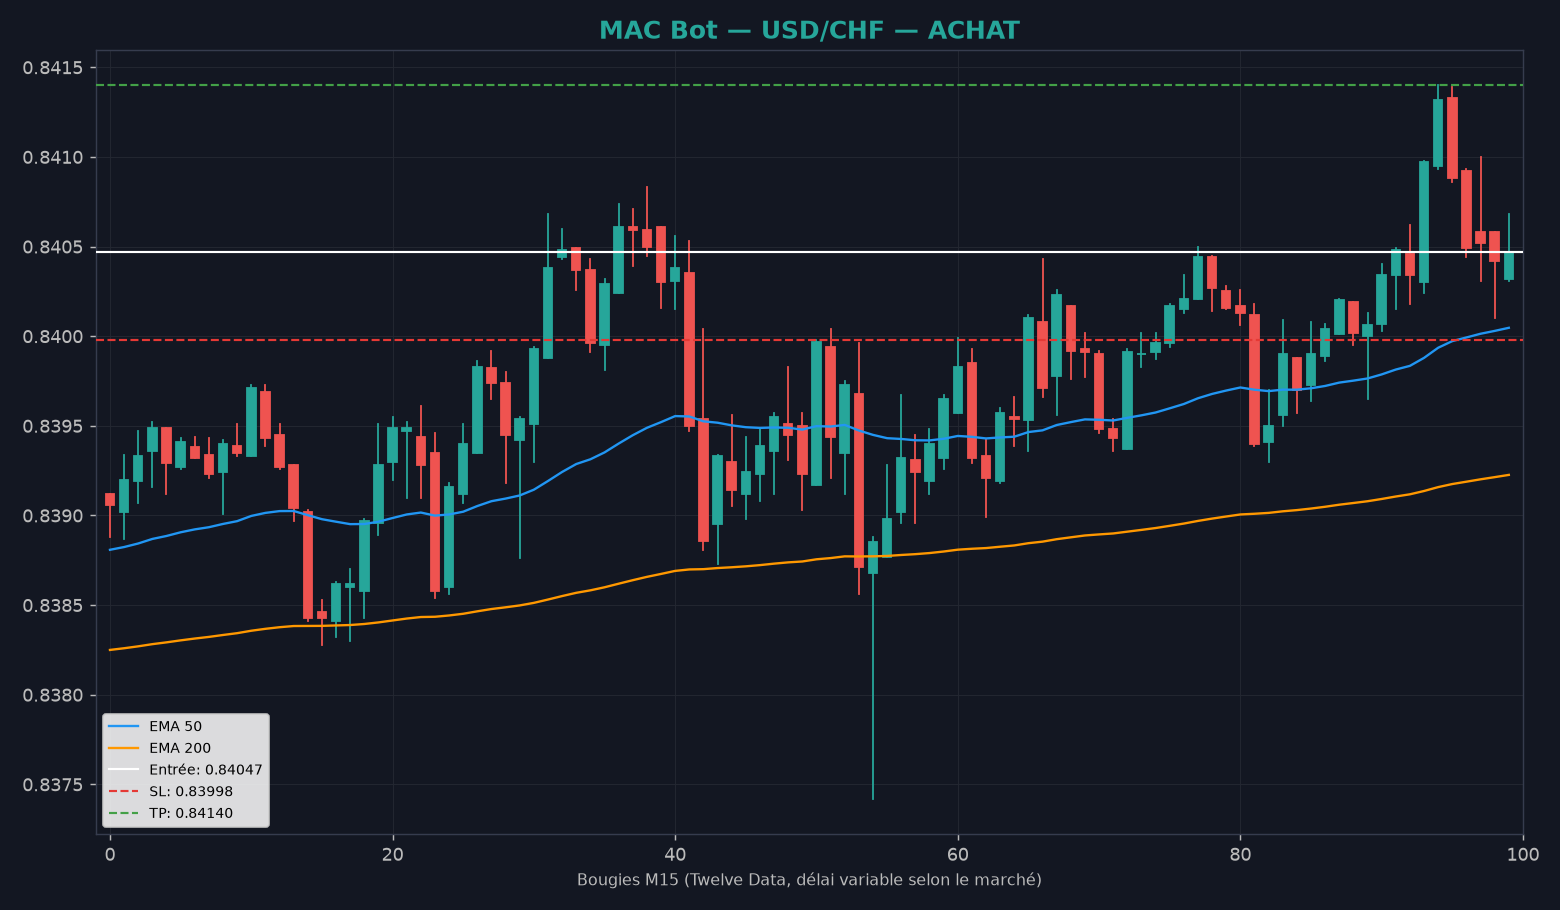 MAC Bot — USD/CHF — ACHAT
0.8415
0.8410
0.8405
0.8400
0.8395
0.8390
0.8385
0.8380
0.8375
EMA 50
EMA 200
Entrée: 0.84047
SL: 0.83998
TP: 0.84140
0 20 40 60 80 100
Bougies M15 (Twelve Data, délai variable selon le marché)